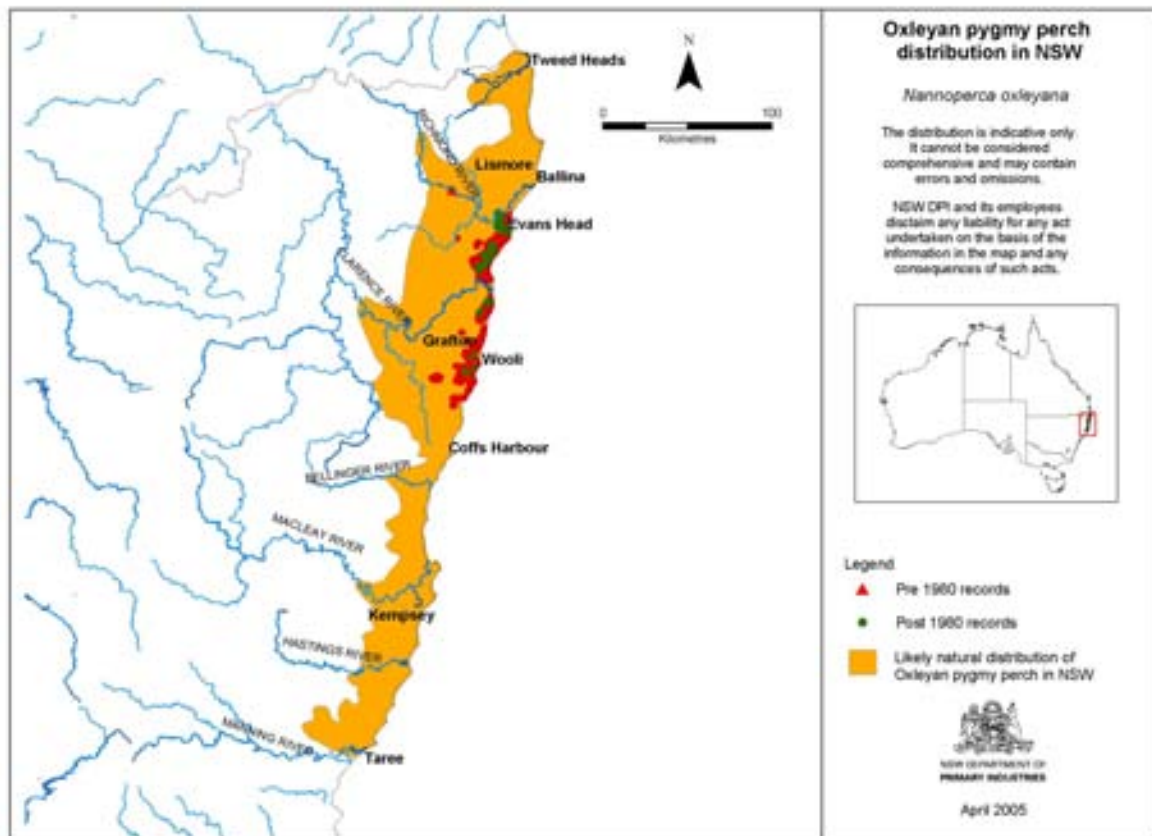 Tweed Heads
N
0
100
Kilometres
RICHMOND RIVER
Lismore
Ballina
Evans Head
CLARENCE RIVER
Grafton
Wooli
Coffs Harbour
BELLINGER RIVER
MACLEAY RIVER
Kempsey
HASTINGS RIVER
MANNING RIVER
Taree
Oxleyan pygmy perch
distribution in NSW
Nannoperca oxleyana
The distribution is indicative only.
It cannot be considered
comprehensive and may contain
errors and omissions.
NSW DPI and its employees
disclaim any liability for any act
undertaken on the basis of the
information in the map and any
consequences of such acts.
Legend
Pre 1980 records
Post 1980 records
Likely natural distribution of
Oxleyan pygmy perch in NSW
NSW DEPARTMENT OF
PRIMARY INDUSTRIES
April 2005